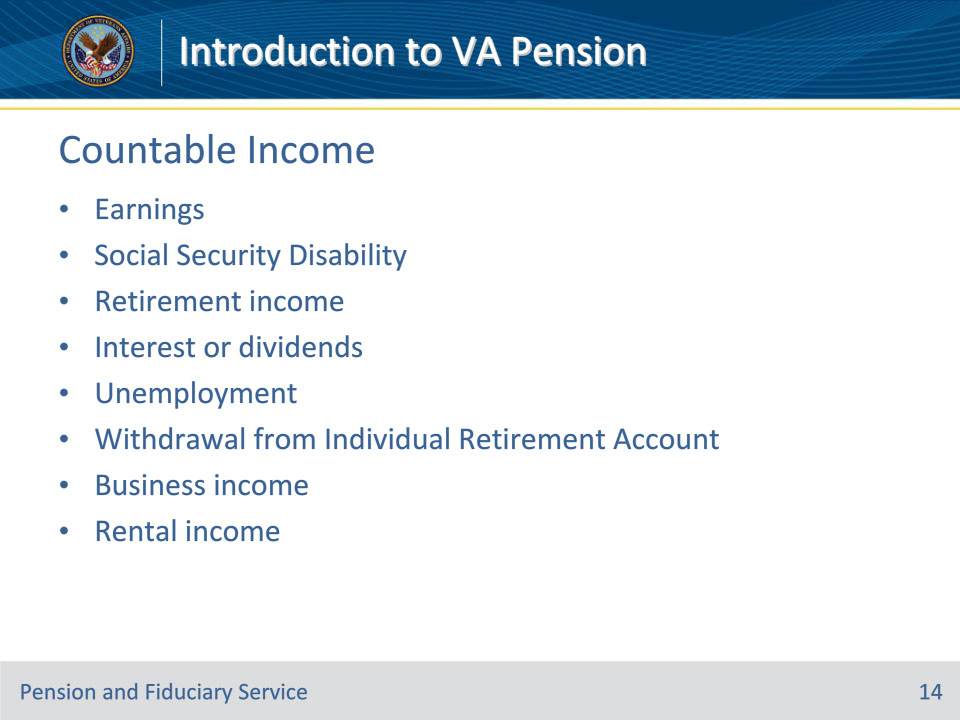 Introduction to VA Pension
Countable Income
• Earnings
• Social Security Disability
• Retirement income
• Interest or dividends
• Unemployment
• Withdrawal from Individual Retirement Account
• Business income
• Rental income
Pension and Fiduciary Service
14